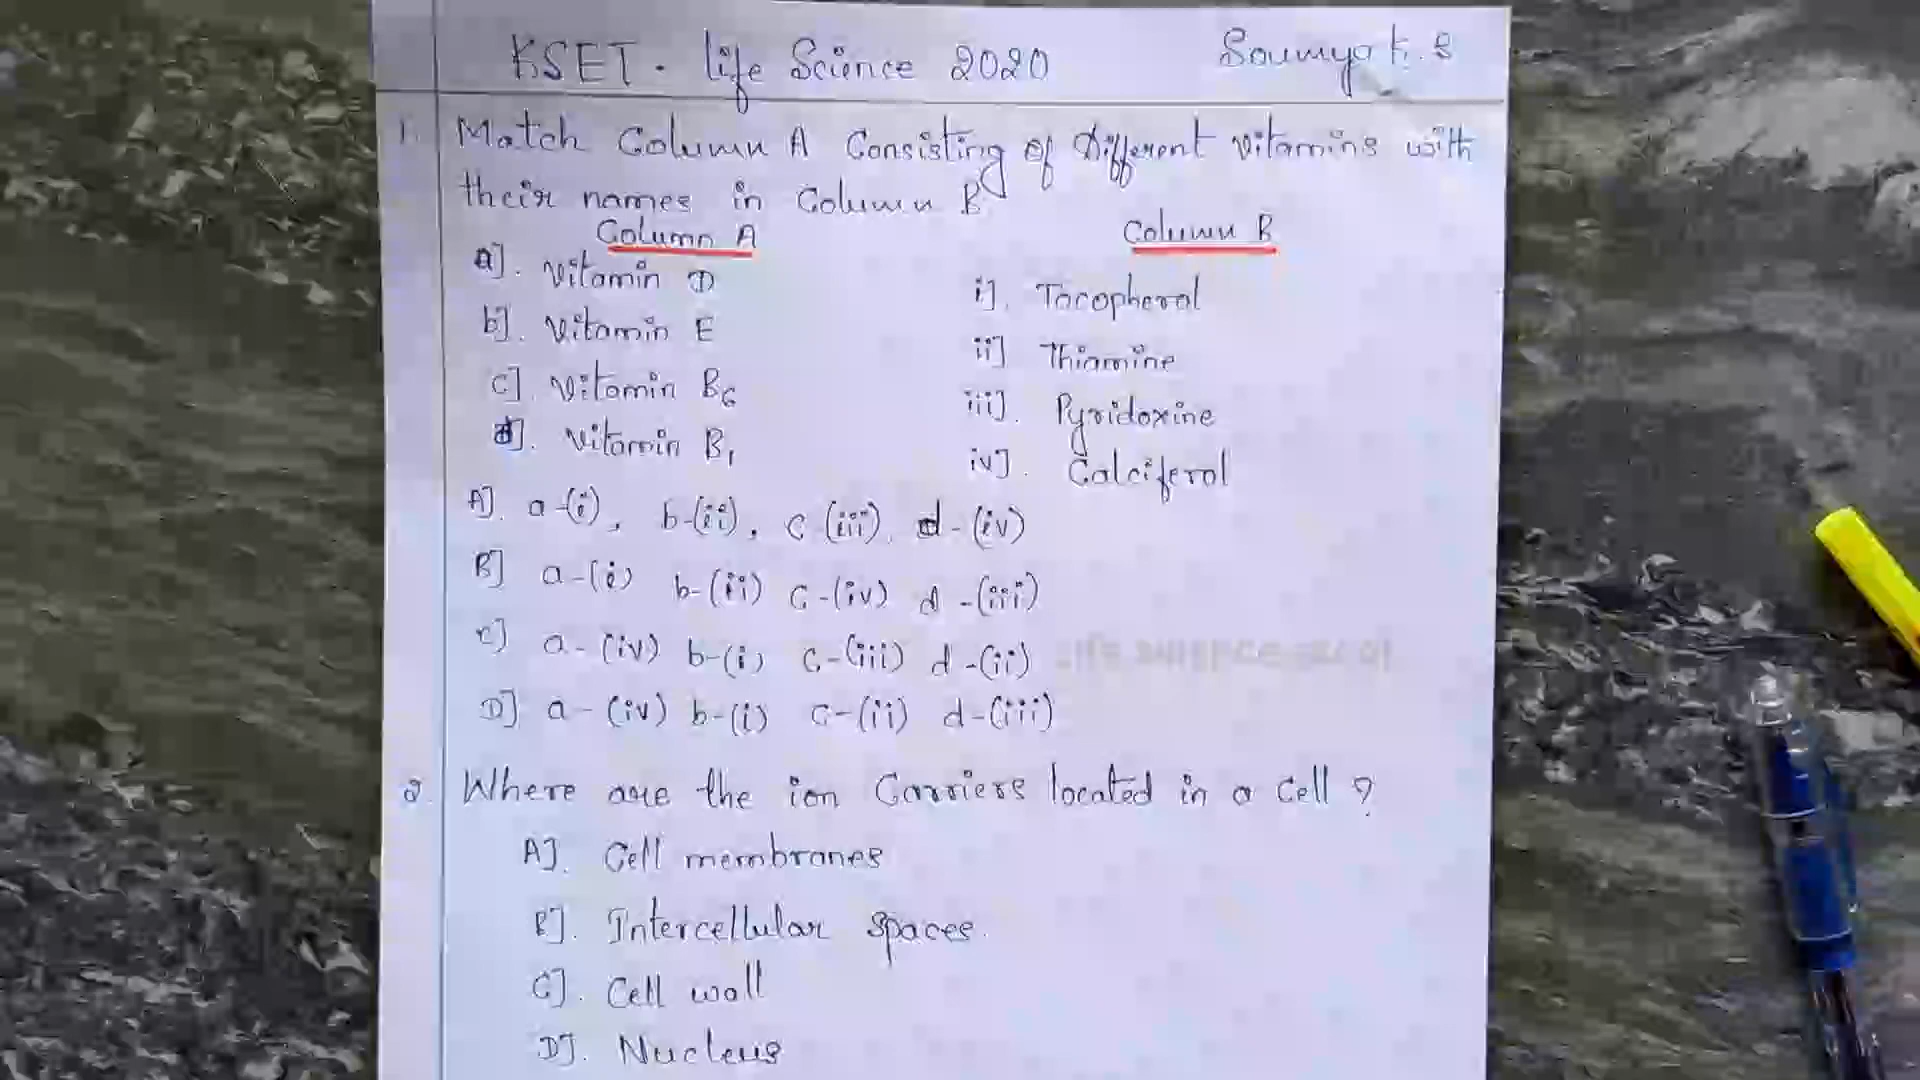 KSET. life Science 2020
Soumya k. S
1. Match Column A Consisting of Different vitamins with
their names in Column B
Column A
Column B
a]. Vitamin D
i]. Tocopherol
b]. Vitamin E
ii] Thiamine
c] Vitamin B6
iii]. Pyridoxine
d]. Vitamin B1
iv]. Calciferol
A]. a-(i), b-(ii), c-(iii), d-(iv)
B] a-(i) b-(ii) c-(iv) d-(iii)
C] a-(iv) b-(i) c-(iii) d-(ii)
D] a-(iv) b-(i) c-(ii) d-(iii)
2. Where are the ion Carriers located in a Cell ?
A]. Cell membranes
B]. Intercellular spaces.
C]. Cell wall
D]. Nucleus